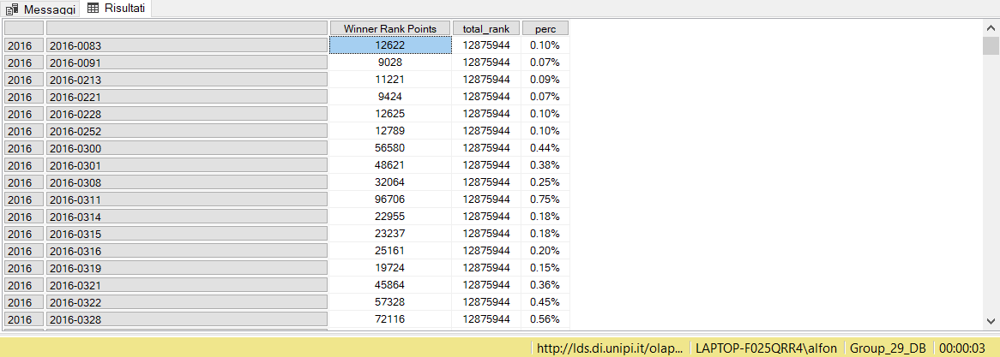 Messaggi Risultati
Winner Rank Points total_rank perc
2016 2016-0083 12622 12875944 0.10%
2016 2016-0091 9028 12875944 0.07%
2016 2016-0213 11221 12875944 0.09%
2016 2016-0221 9424 12875944 0.07%
2016 2016-0228 12625 12875944 0.10%
2016 2016-0252 12789 12875944 0.10%
2016 2016-0300 56580 12875944 0.44%
2016 2016-0301 48621 12875944 0.38%
2016 2016-0308 32064 12875944 0.25%
2016 2016-0311 96706 12875944 0.75%
2016 2016-0314 22955 12875944 0.18%
2016 2016-0315 23237 12875944 0.18%
2016 2016-0316 25161 12875944 0.20%
2016 2016-0319 19724 12875944 0.15%
2016 2016-0321 45864 12875944 0.36%
2016 2016-0322 57328 12875944 0.45%
2016 2016-0328 72116 12875944 0.56%
http://lds.di.unipi.it/olap... LAPTOP-F025QRR4\alfon Group_29_DB 00:00:03